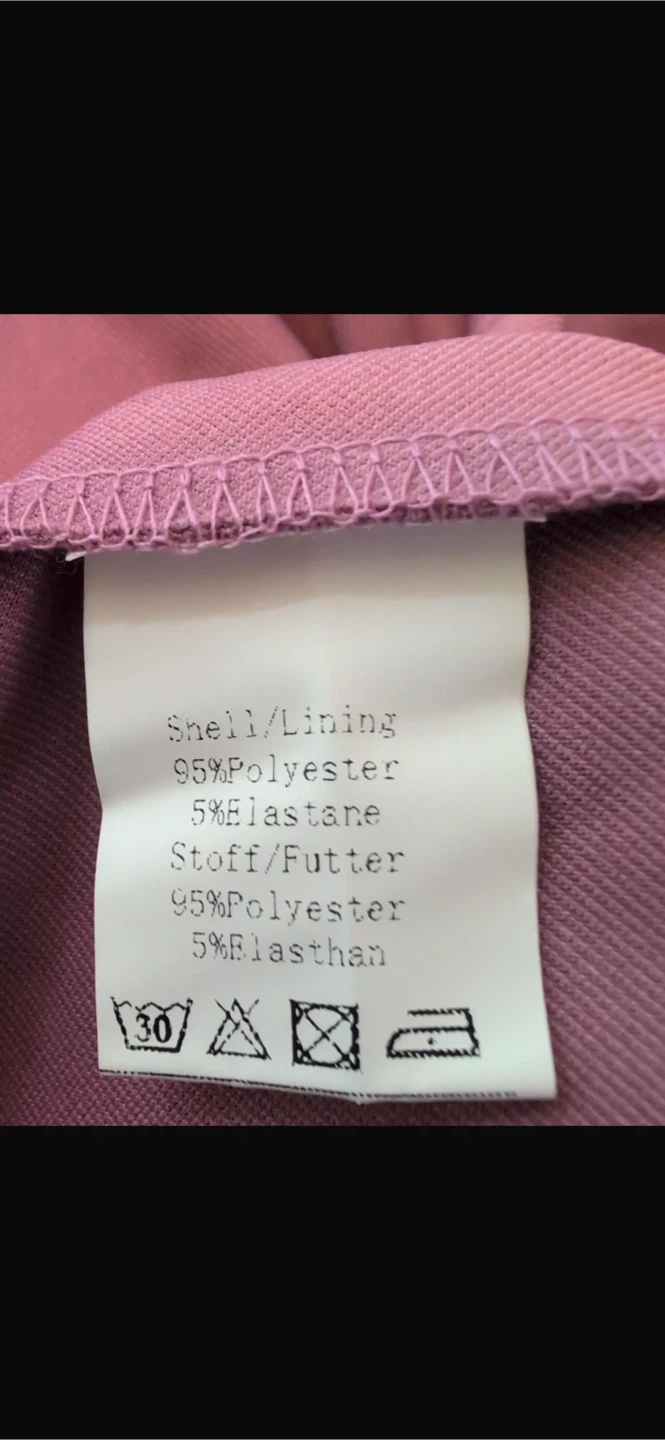 Shell/Lining
95%Polyester
5%Elastane
Stoff/Futter
95%Polyester
5%Elasthan
30